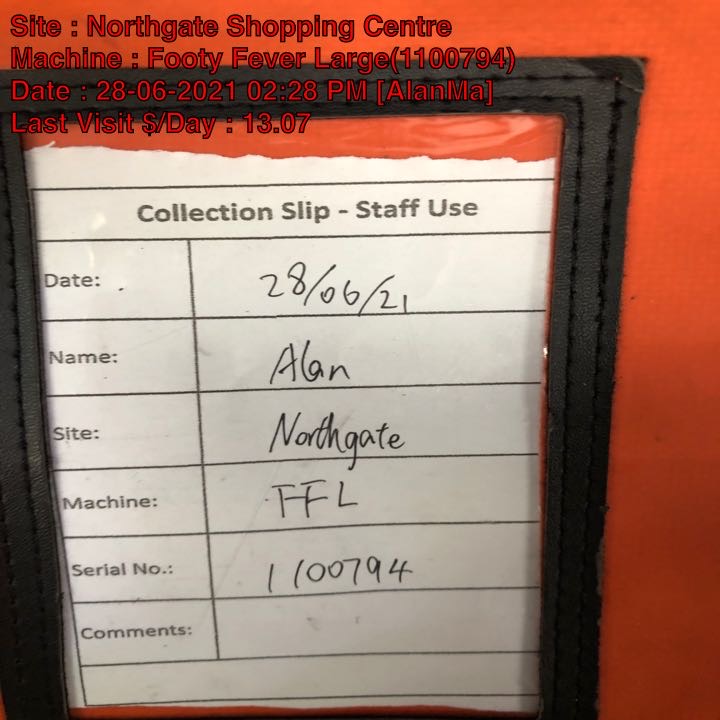 Site : Northgate Shopping Centre
Machine : Footy Fever Large(1100794)
Date : 28-06-2021 02:28 PM [AlanMa]
Last Visit $/Day : 13.07
Collection Slip - Staff Use
Date: 28/06/21
Name: Alan
Site: Northgate
Machine: FFL
Serial No.: 1100794
Comments: